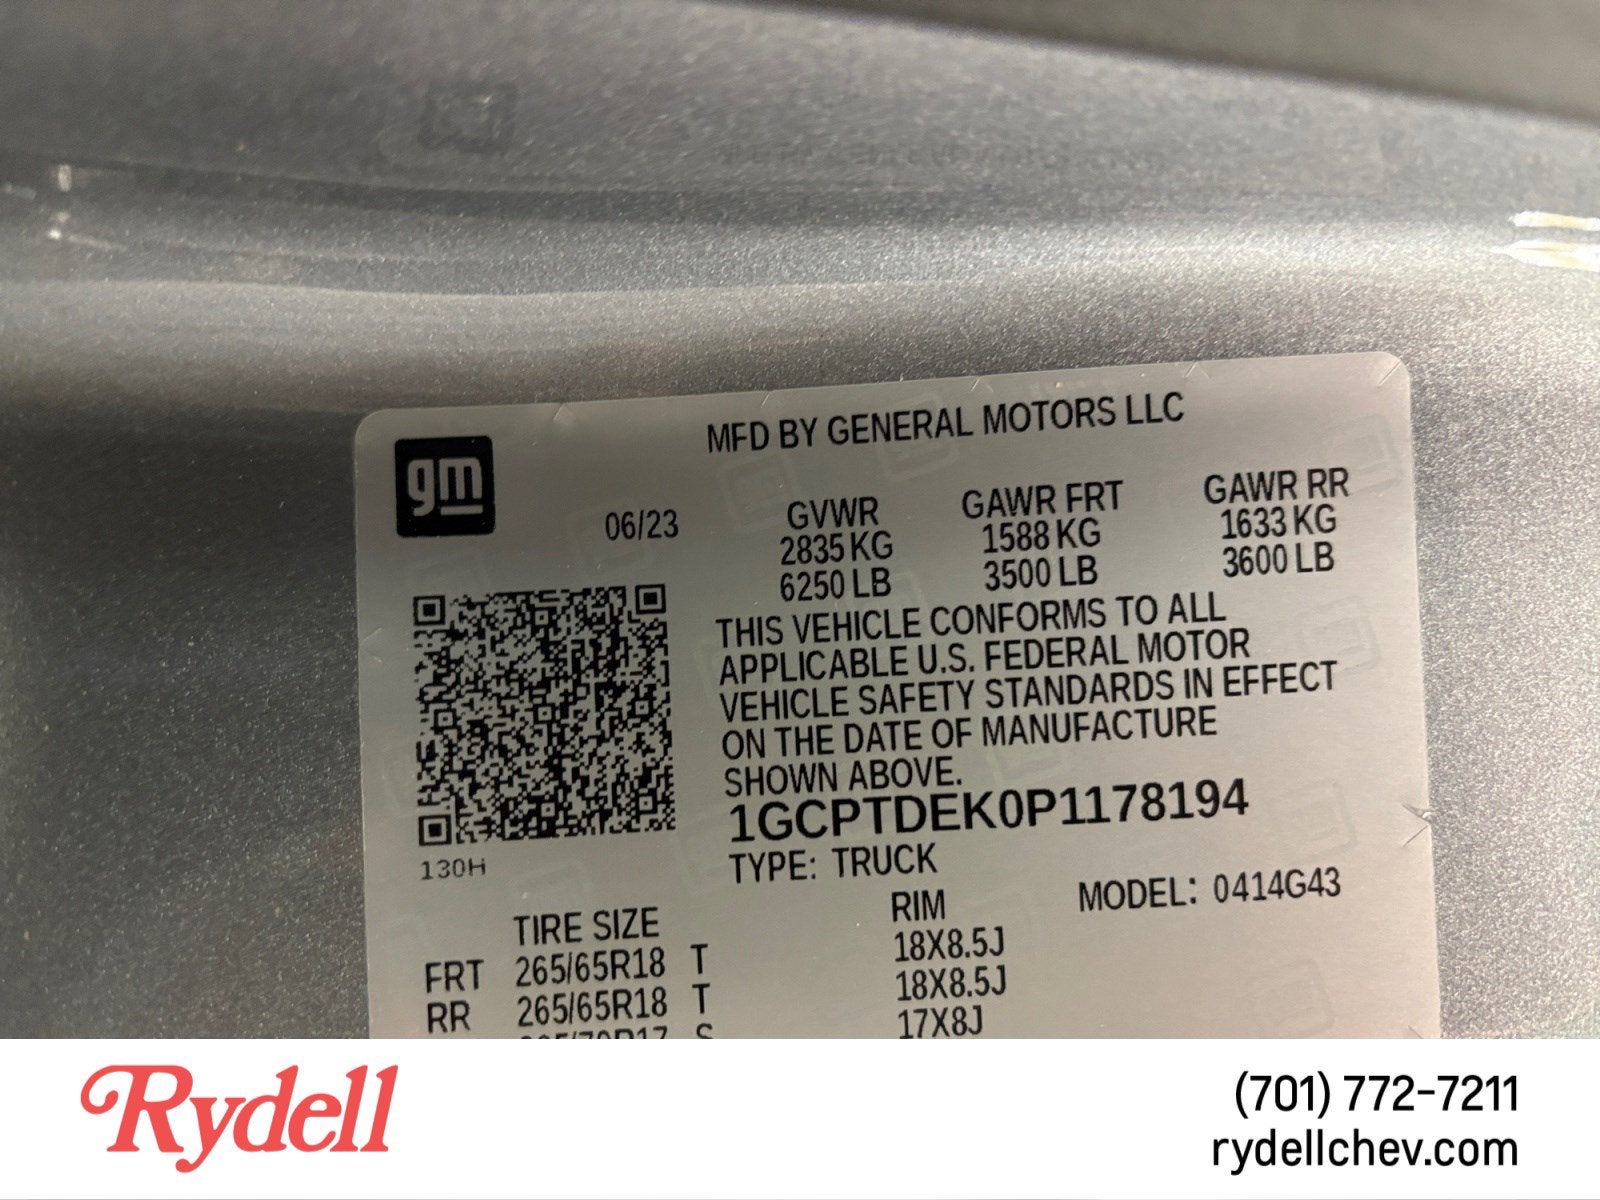 MFD BY GENERAL MOTORS LLC
gm
06/23
GVWR GAWR FRT GAWR RR
2835 KG 1588 KG 1633 KG
6250 LB 3500 LB 3600 LB
THIS VEHICLE CONFORMS TO ALL
APPLICABLE U.S. FEDERAL MOTOR
VEHICLE SAFETY STANDARDS IN EFFECT
ON THE DATE OF MANUFACTURE
SHOWN ABOVE.
1GCPTDEK0P1178194
130H
TYPE: TRUCK
MODEL: 0414G43
TIRE SIZE RIM
FRT 265/65R18 T 18X8.5J
RR 265/65R18 T 18X8.5J
17X8J
Rydell
(701) 772-7211
rydellchev.com